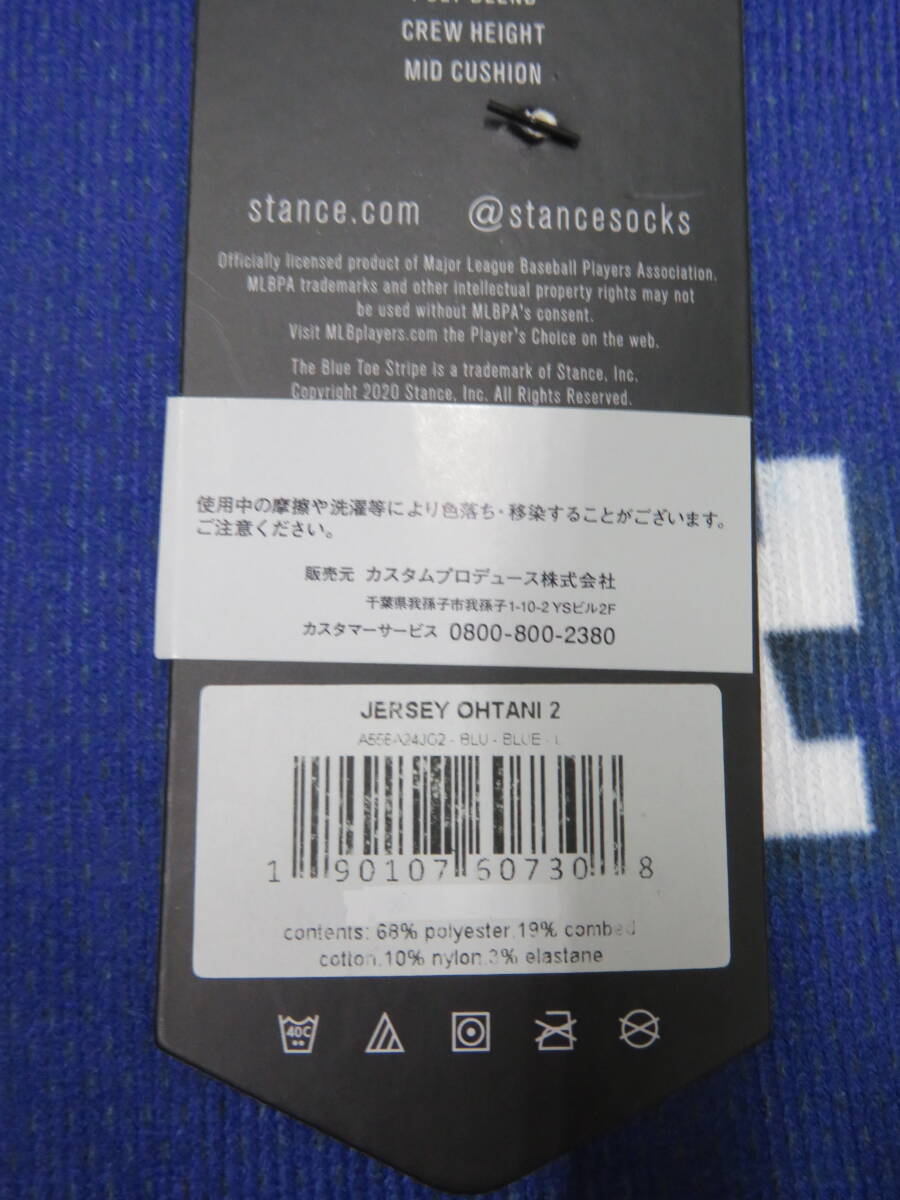 POLY BLEND
CREW HEIGHT
MID CUSHION
stance.com @stancesocks
Officially licensed product of Major League Baseball Players Association.
MLBPA trademarks and other intellectual property rights may not
be used without MLBPA's consent.
Visit MLBplayers.com the Player's Choice on the web.
The Blue Toe Stripe is a trademark of Stance, Inc.
Copyright 2020 Stance, Inc. All Rights Reserved.
使用中の摩擦や洗濯等により色落ち・移染することがございます。
ご注意ください。
販売元 カスタムプロデュース株式会社
千葉県我孫子市我孫子1-10-2 YSビル2F
カスタマーサービス 0800-800-2380
JERSEY OHTANI 2
- BLU - BLUE - L
1 90107 60730 8
contents: 68% polyester,19% combed
cotton,10% nylon,3% elastane
40C